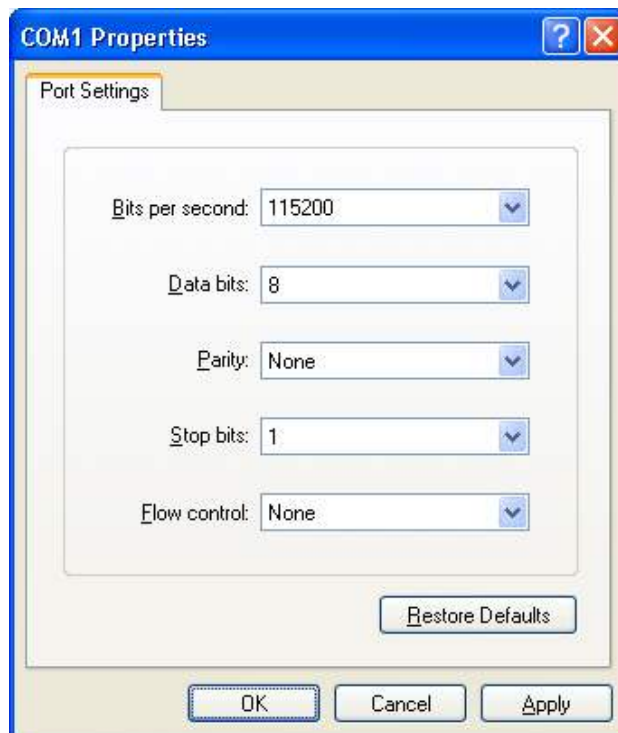 COM1 Properties
Port Settings
Bits per second: 115200
Data bits: 8
Parity: None
Stop bits: 1
Flow control: None
Restore Defaults
OK Cancel Apply